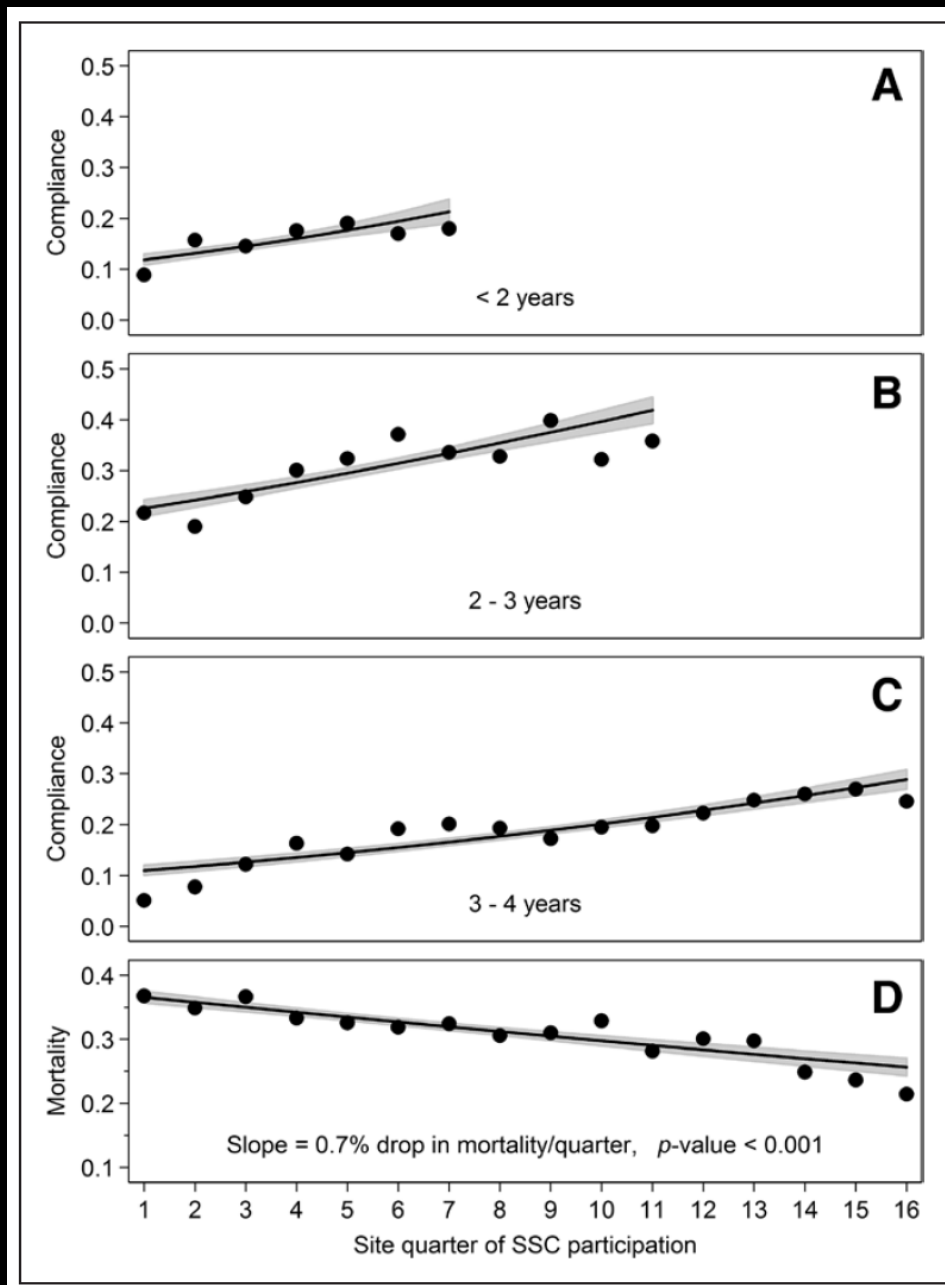 A
0.5
0.4
0.3
0.2
0.1
0.0
Compliance
< 2 years
B
0.5
0.4
0.3
0.2
0.1
0.0
Compliance
2 - 3 years
C
0.5
0.4
0.3
0.2
0.1
0.0
Compliance
3 - 4 years
D
0.4
0.3
0.2
0.1
Mortality
Slope = 0.7% drop in mortality/quarter, p-value < 0.001
1 2 3 4 5 6 7 8 9 10 11 12 13 14 15 16
Site quarter of SSC participation